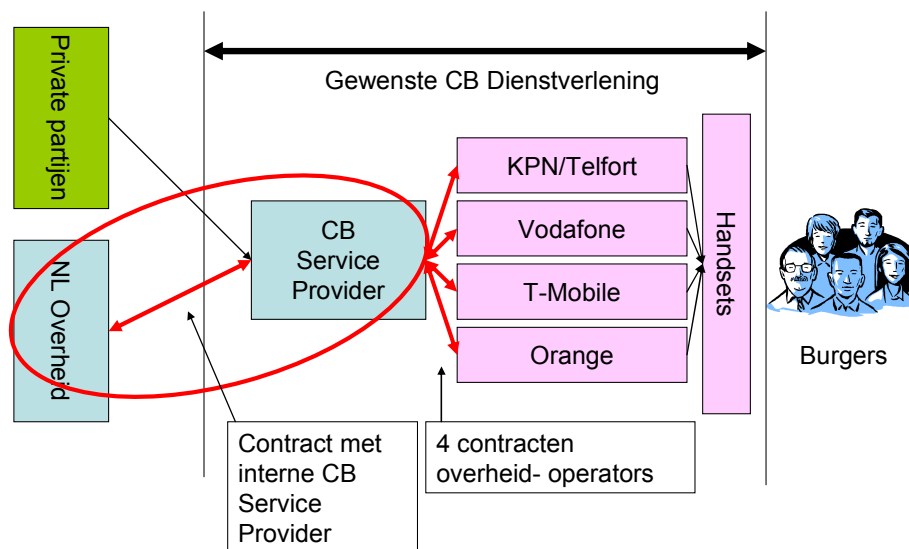 Private partijen
Gewenste CB Dienstverlening
NL Overheid
CB
Service
Provider
KPN/Telfort
Vodafone
T-Mobile
Orange
Handsets
Burgers
Contract met
interne CB
Service
Provider
4 contracten
overheid- operators